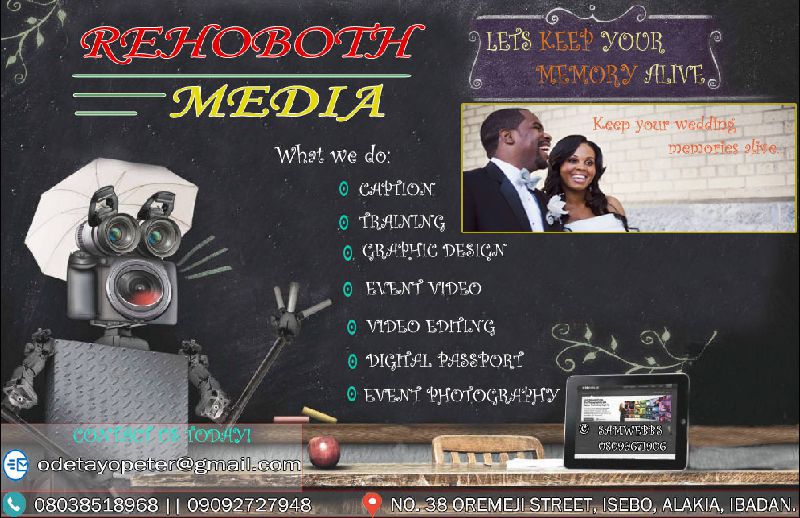 REHOBOTH
MEDIA
LETS KEEP YOUR
MEMORY ALIVE
Keep your wedding
memories alive...
What we do:
CAPTION
TRAINING
GRAPHIC DESIGN
EVENT VIDEO
VIDEO EDITING
DIGITAL PASSPORT
EVENT PHOTOGRAPHY
© SAMWEBBS
08093671906
CONTACT US TODAY!
odetayopeter@gmail.com
08038518968 || 09092727948
NO. 38 OREMEJI STREET, ISEBO, ALAKIA, IBADAN.